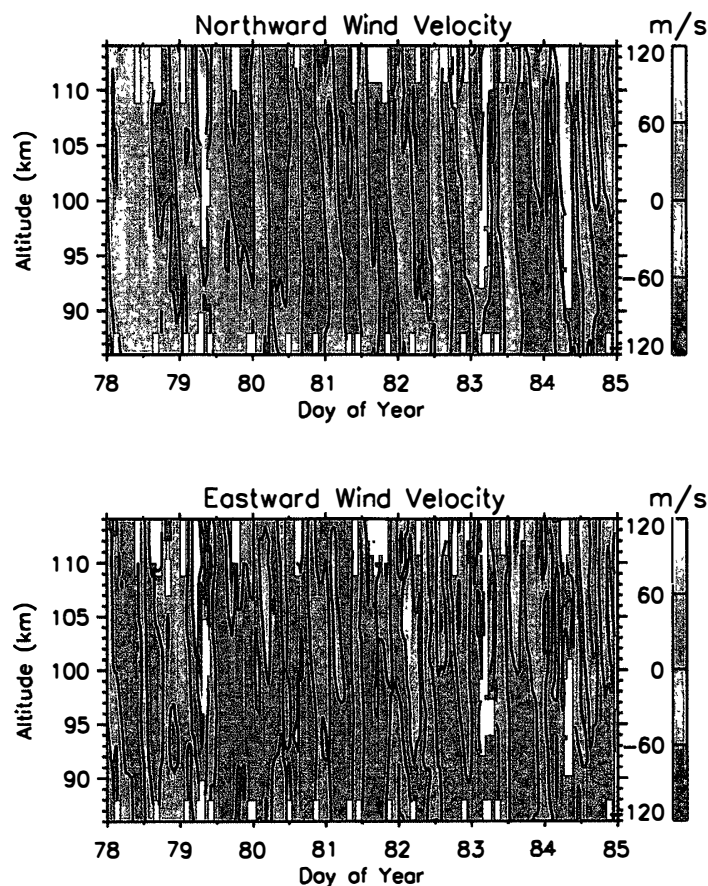 Northward Wind Velocity
m/s
120
60
0
-60
120
110
105
100
95
90
Altitude (km)
78 79 80 81 82 83 84 85
Day of Year
Eastward Wind Velocity
m/s
120
60
0
-60
120
110
105
100
95
90
Altitude (km)
78 79 80 81 82 83 84 85
Day of Year